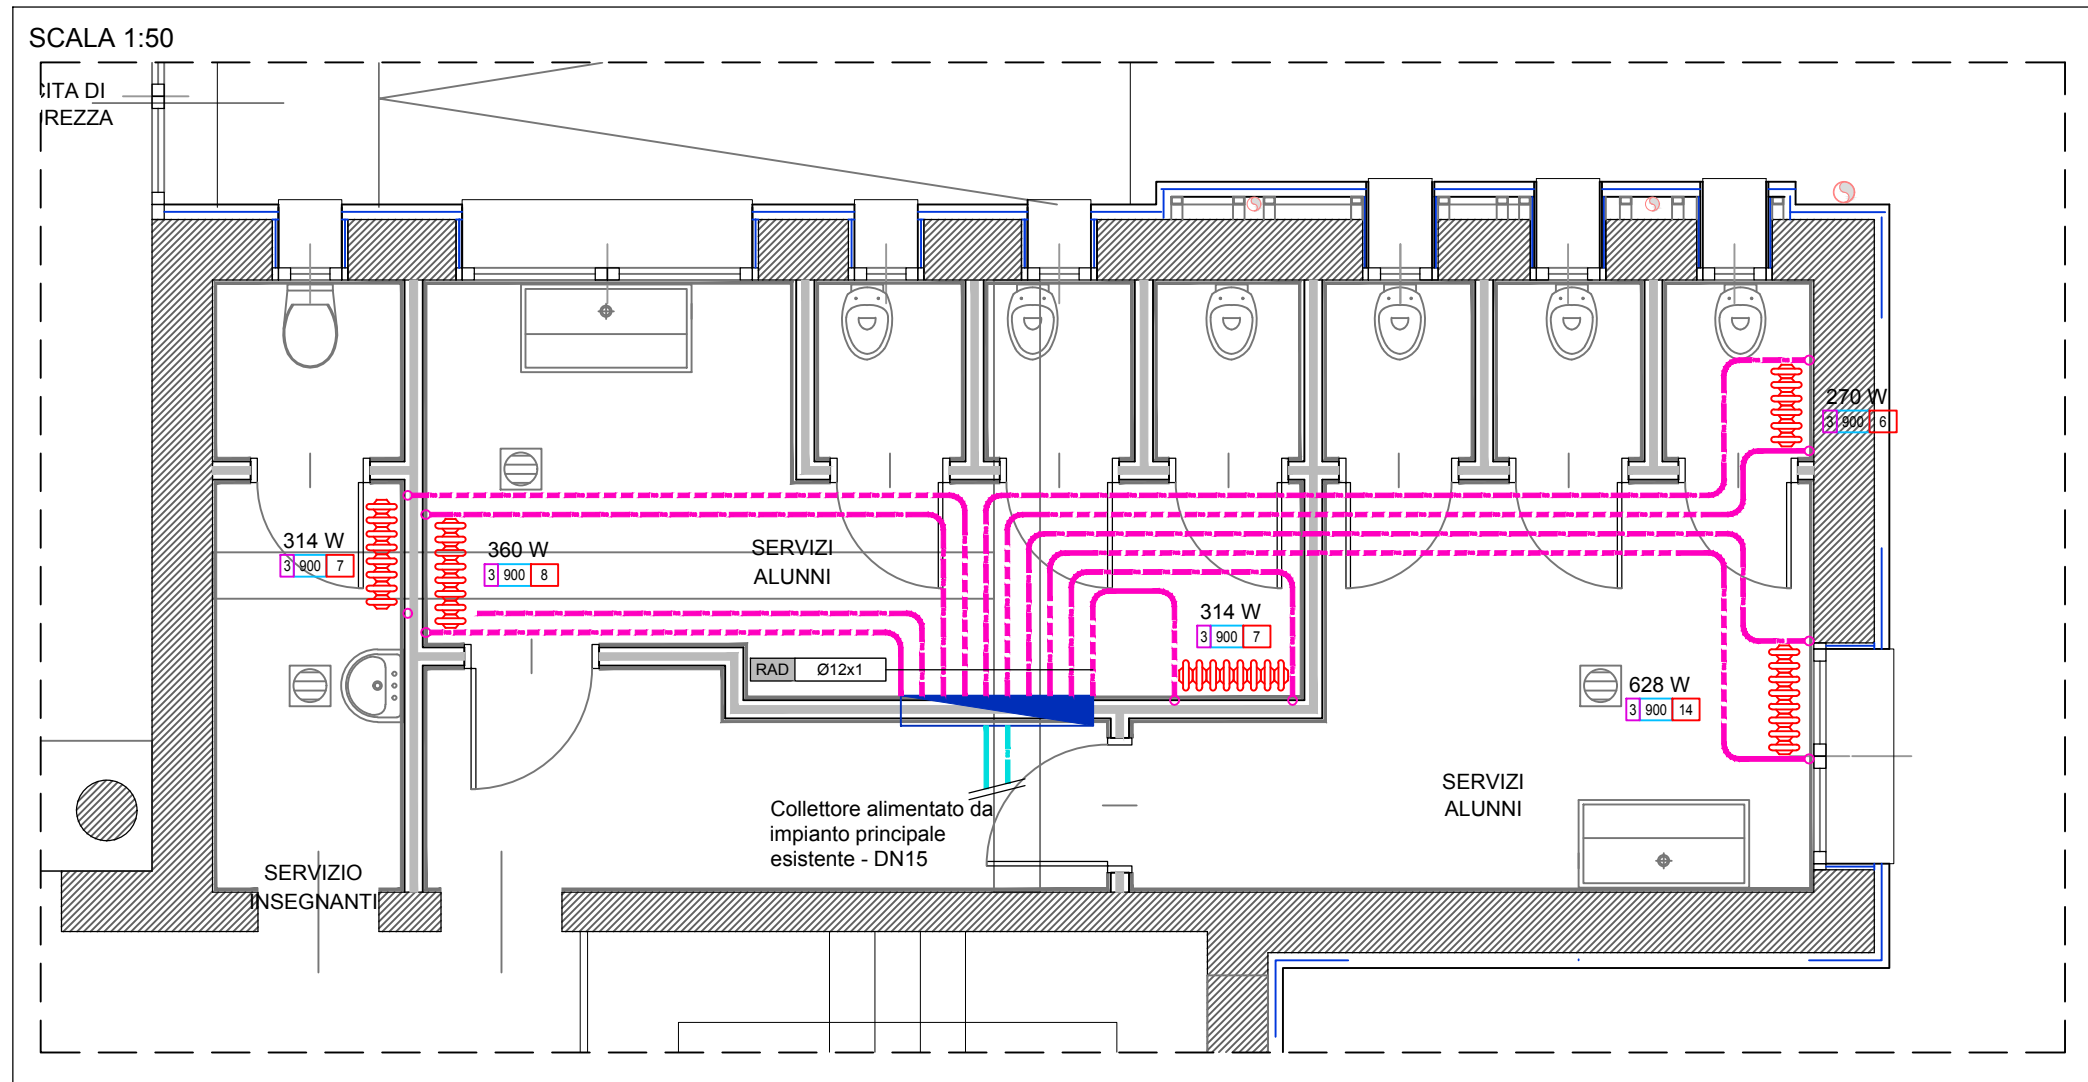 SCALA 1:50
CITA DI
REZZA
270 W
3 900 6
314 W
3 900 7
360 W
3 900 8
SERVIZI
ALUNNI
314 W
3 900 7
RAD Ø12x1
628 W
3 900 14
SERVIZI
ALUNNI
Collettore alimentato da
impianto principale
esistente - DN15
SERVIZIO
INSEGNANTI